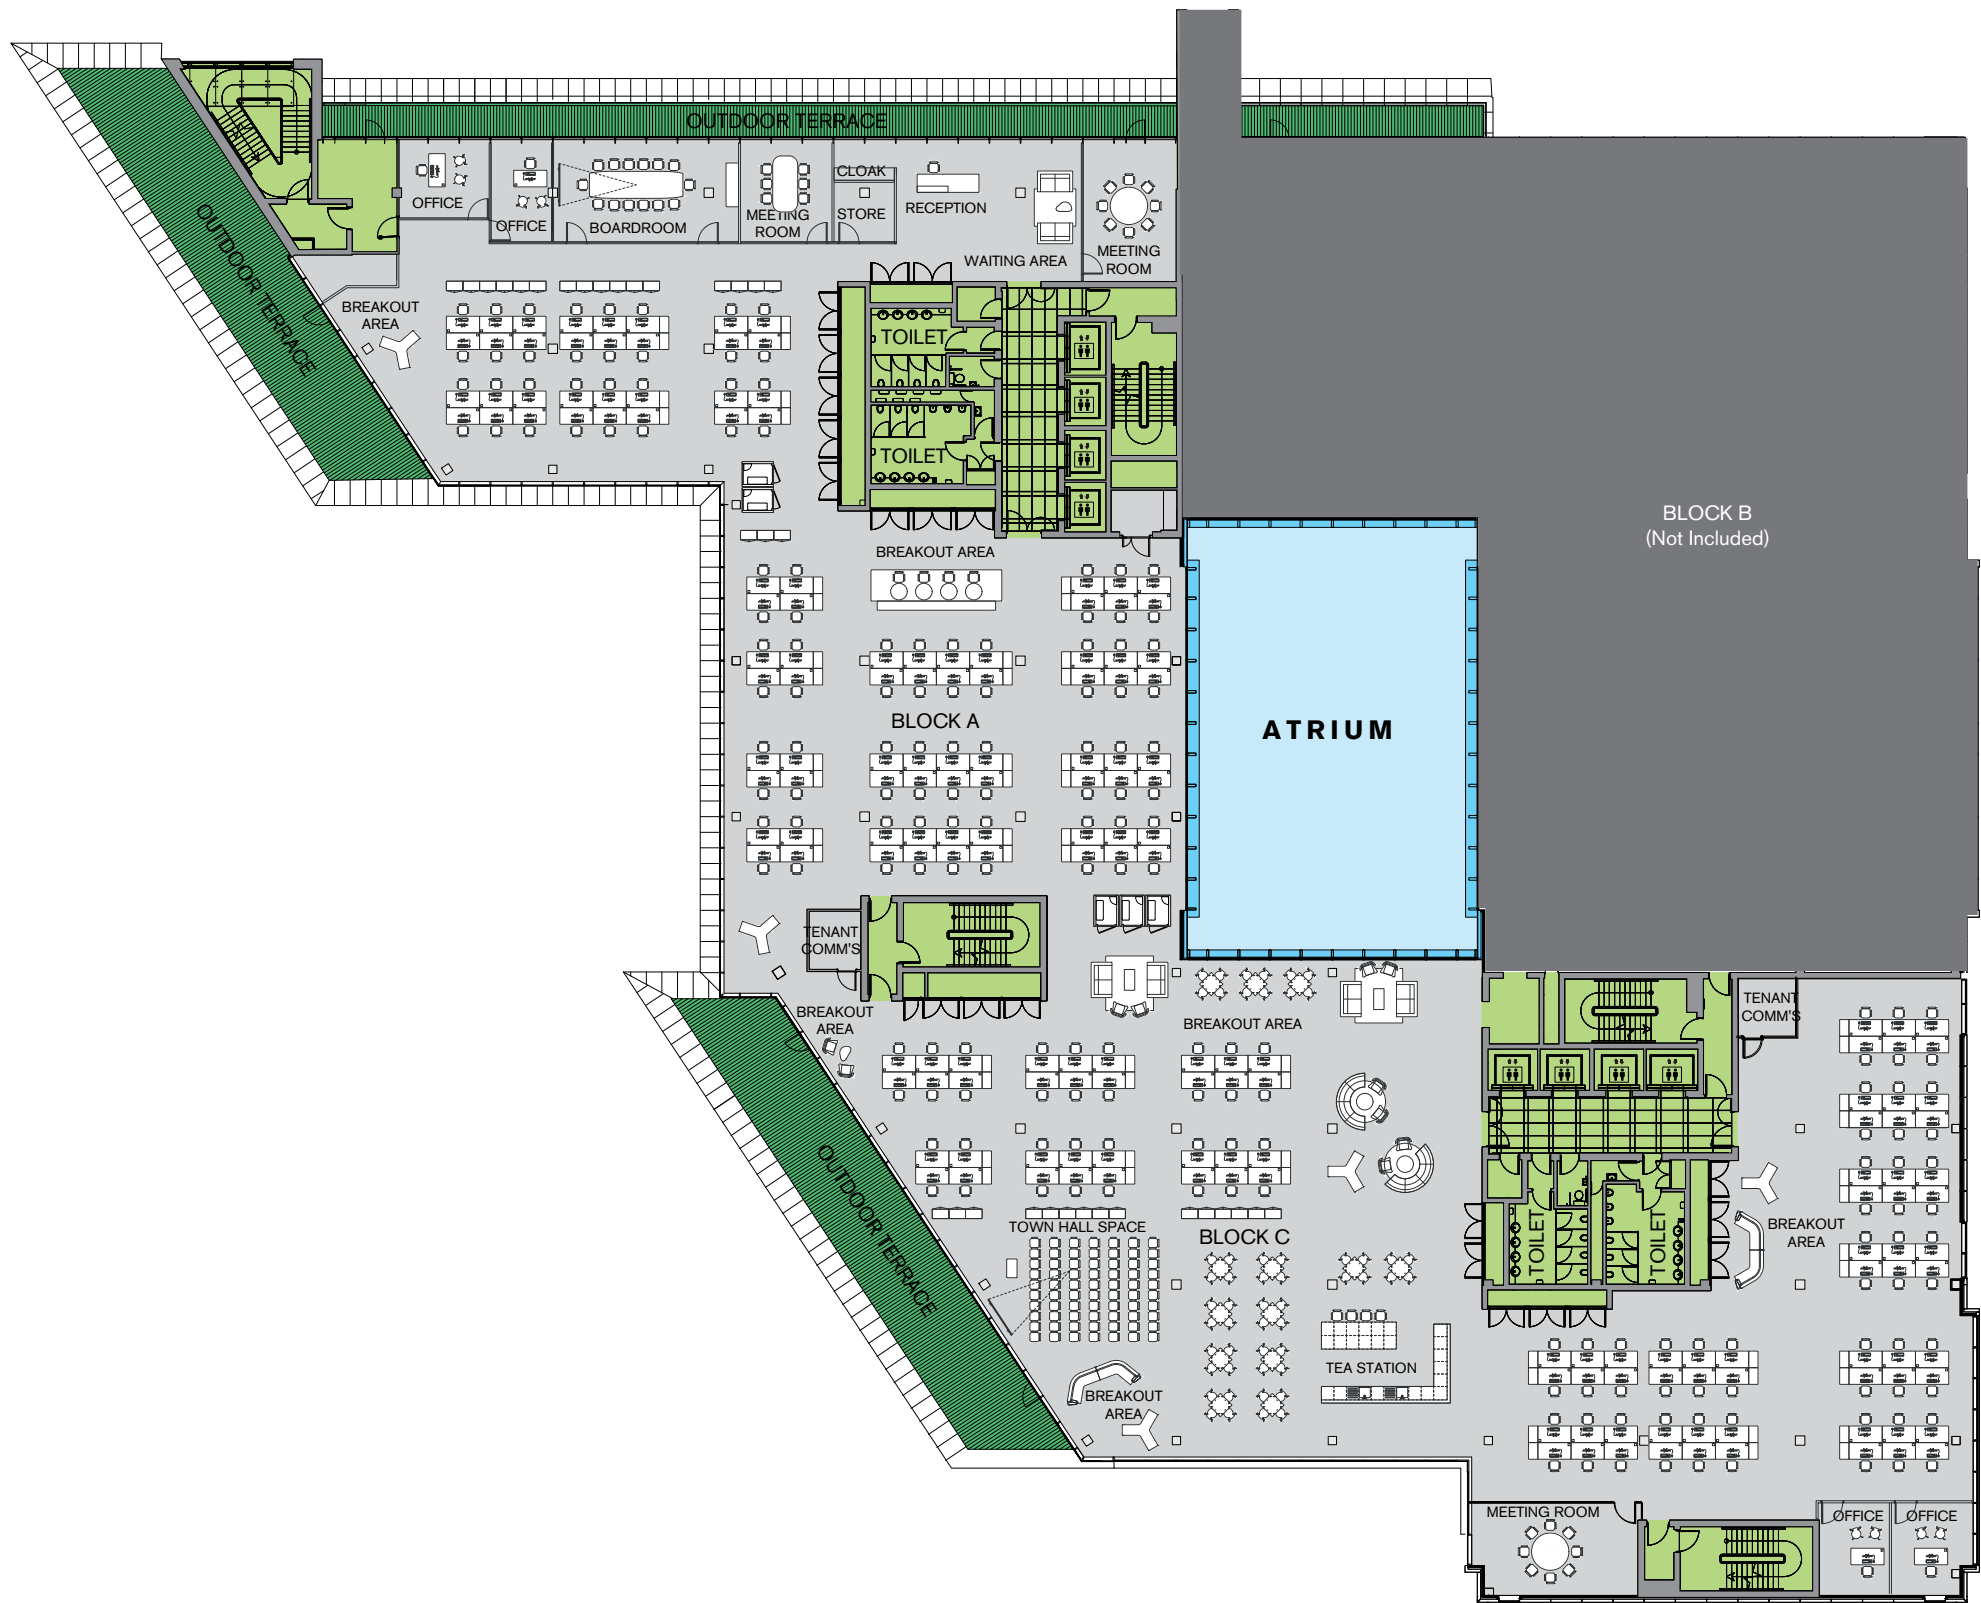 OUTDOOR TERRACE
OUTDOOR TERRACE
OFFICE
OFFICE
BOARDROOM
MEETING
ROOM
CLOAK
STORE
RECEPTION
WAITING AREA
MEETING
ROOM
BREAKOUT
AREA
TOILET
TOILET
BLOCK B
(Not Included)
BREAKOUT AREA
BLOCK A
ATRIUM
TENANT
COMM'S
BREAKOUT
AREA
BREAKOUT AREA
TENANT
COMM'S
OUTDOOR TERRACE
TOWN HALL SPACE
BLOCK C
TOILET
TOILET
BREAKOUT
AREA
TEA STATION
BREAKOUT
AREA
MEETING ROOM
OFFICE
OFFICE